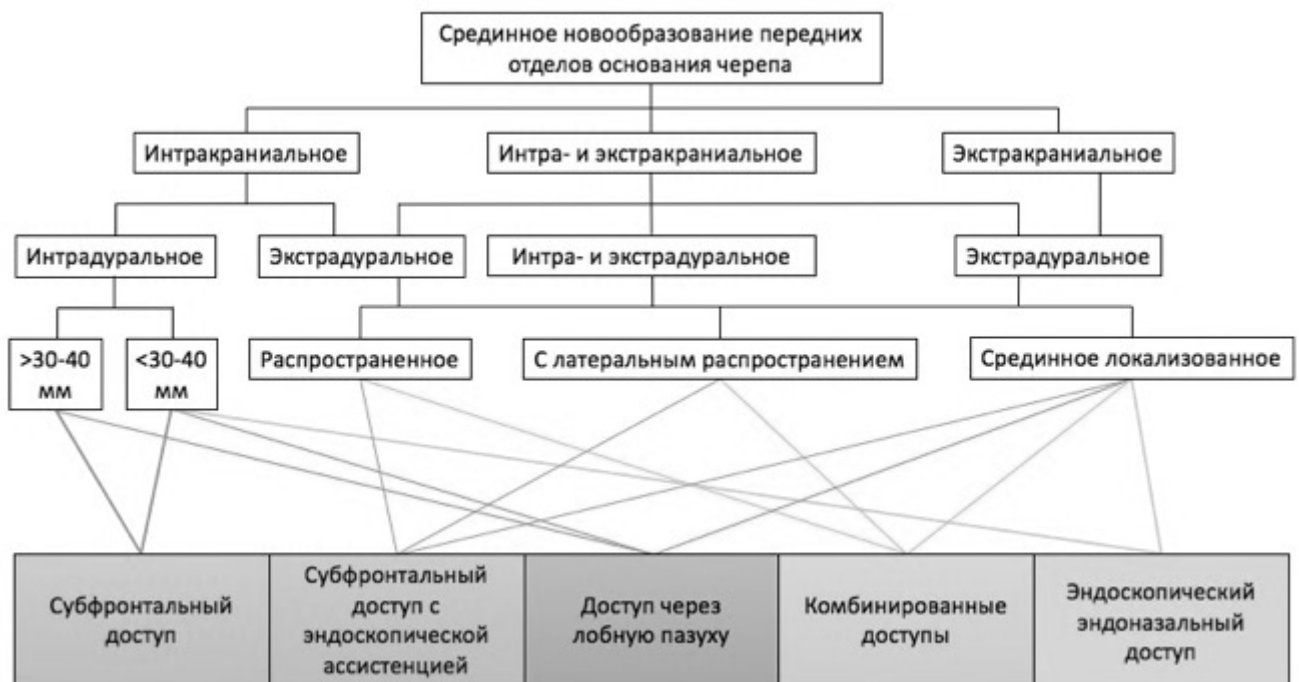 Срединное новообразование передних
отделов основания черепа
Интракраниальное
Интра- и экстракраниальное
Экстракраниальное
Интрадуральное
Экстрадуральное
Интра- и экстрадуральное
Экстрадуральное
>30-40
мм
<30-40
мм
Распространенное
С латеральным распространением
Срединное локализованное
Субфронтальный
доступ
Субфронтальный
доступ с
эндоскопической
ассистенцией
Доступ через
лобную пазуху
Комбинированные
доступы
Эндоскопический
эндоназальный
доступ